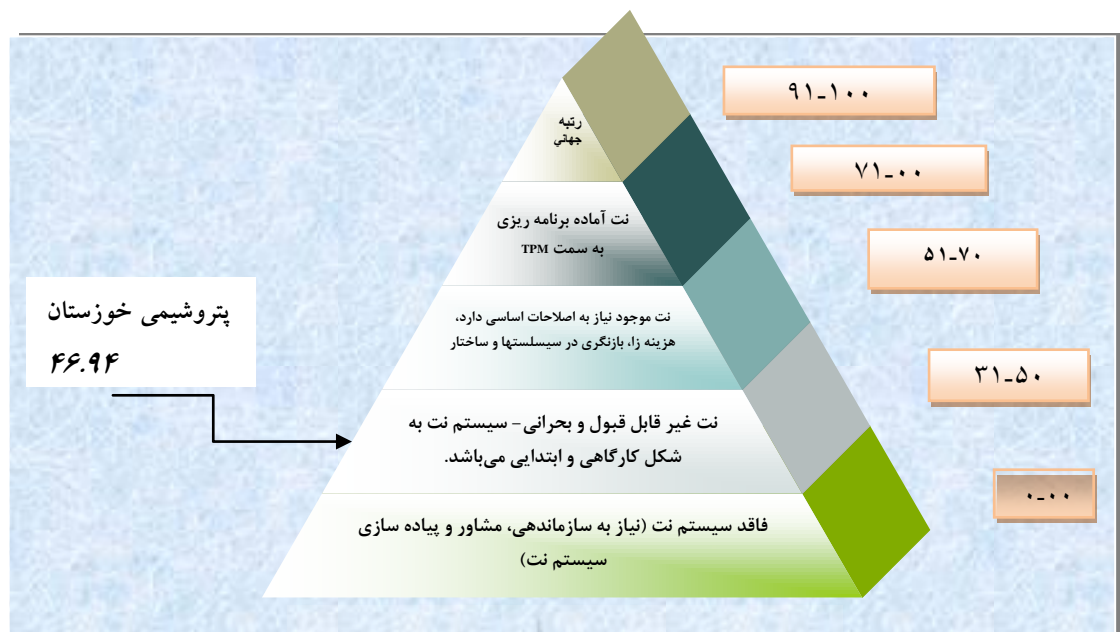 ۹۱-۱۰۰
رتبه
جهاني
۷۱-۰۰
نت آماده برنامه ریزی
به سمت TPM
۵۱-۷۰
پتروشیمی خوزستان
۴۶.۹۴
نت موجود نیاز به اصلاحات اساسی دارد،
هزینه زا، بازنگری در سیسلستها و ساختار
۳۱-۵۰
نت غیر قابل قبول و بحرانی- سیستم نت به
شکل کارگاهی و ابتدایی می‌باشد.
۰-۰۰
فاقد سیستم نت (نیاز به سازماندهی، مشاور و پیاده سازی
سیستم نت)